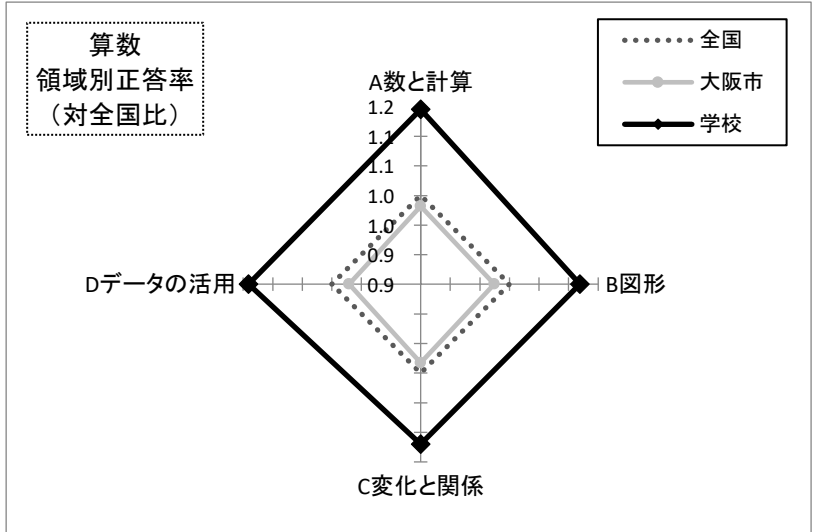 算数
領域別正答率
（対全国比）
全国
大阪市
学校
A数と計算
1.2
1.1
1.1
1.0
1.0
0.9
0.9
Dデータの活用
B図形
C変化と関係